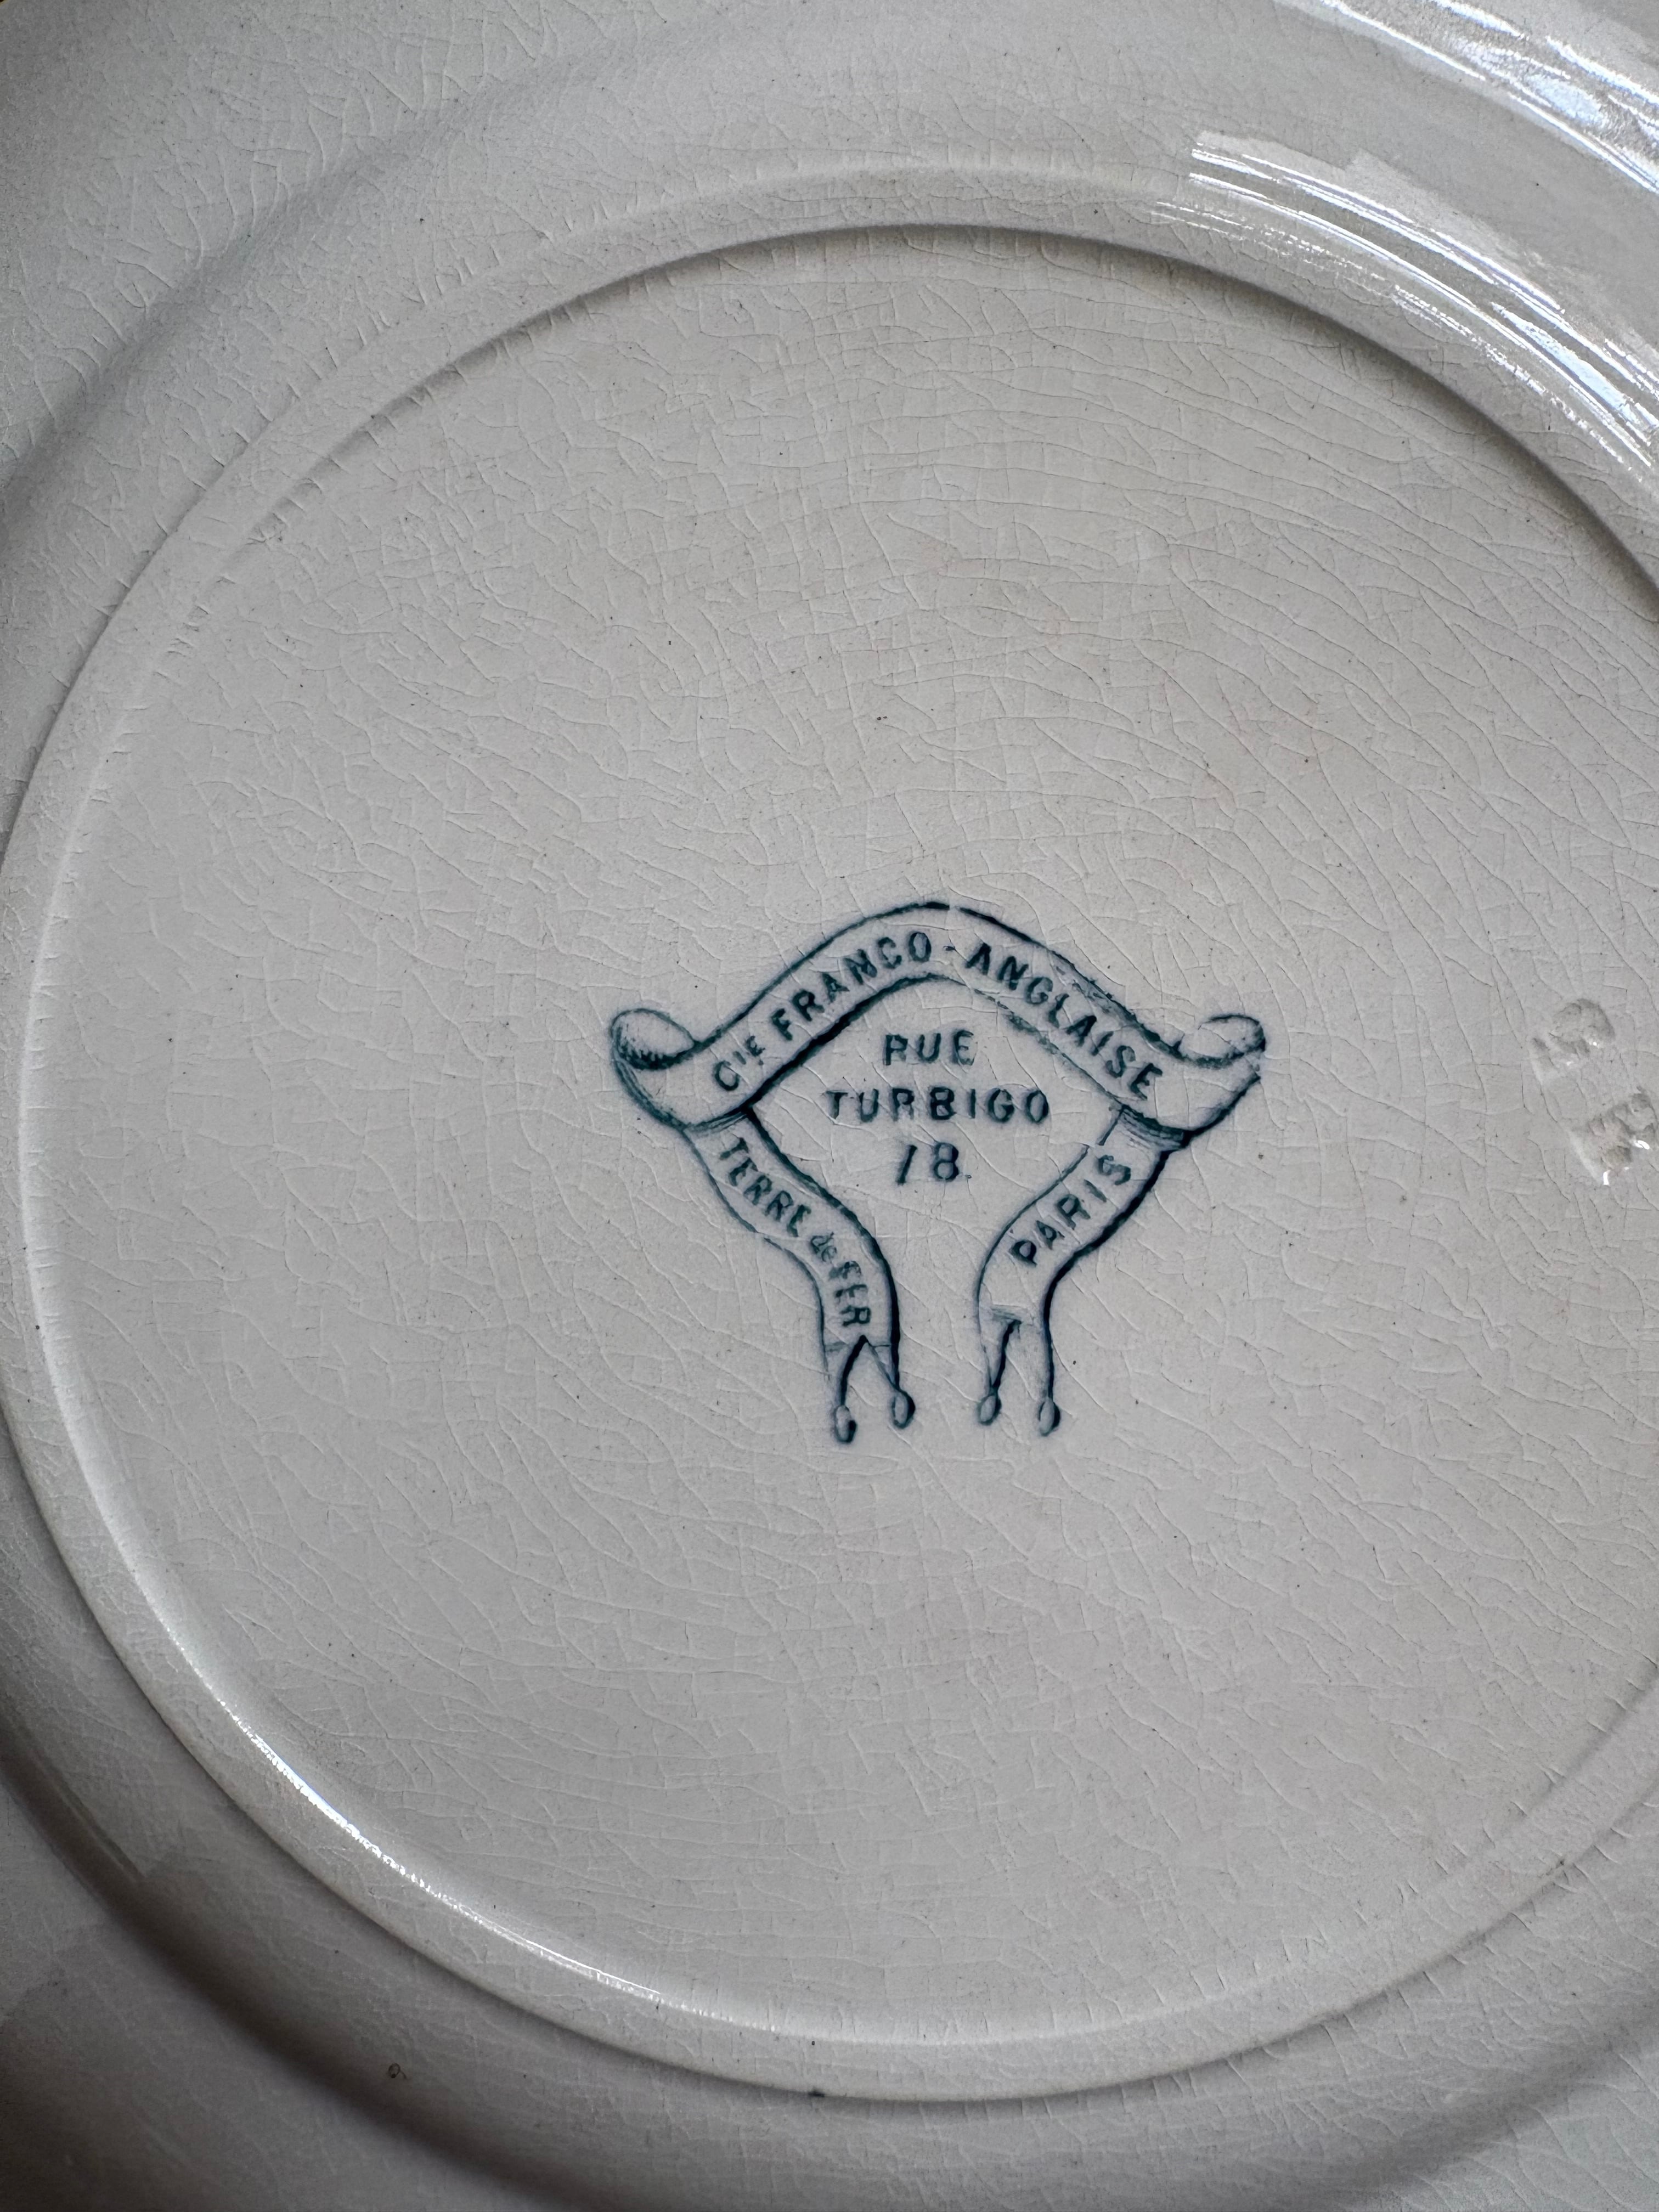 Cie FRANCO-ANGLAISE
RUE
TURBIGO
18.
TERRE de FER
PARIS